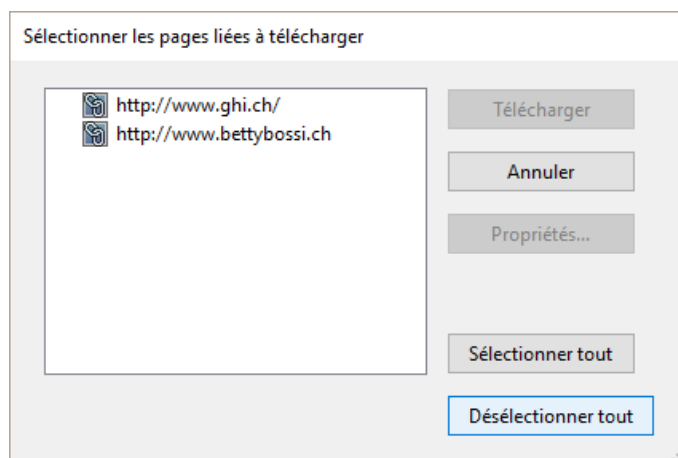 Sélectionner les pages liées à télécharger
http://www.ghi.ch/
http://www.bettybossi.ch
Télécharger
Annuler
Propriétés...
Sélectionner tout
Désélectionner tout